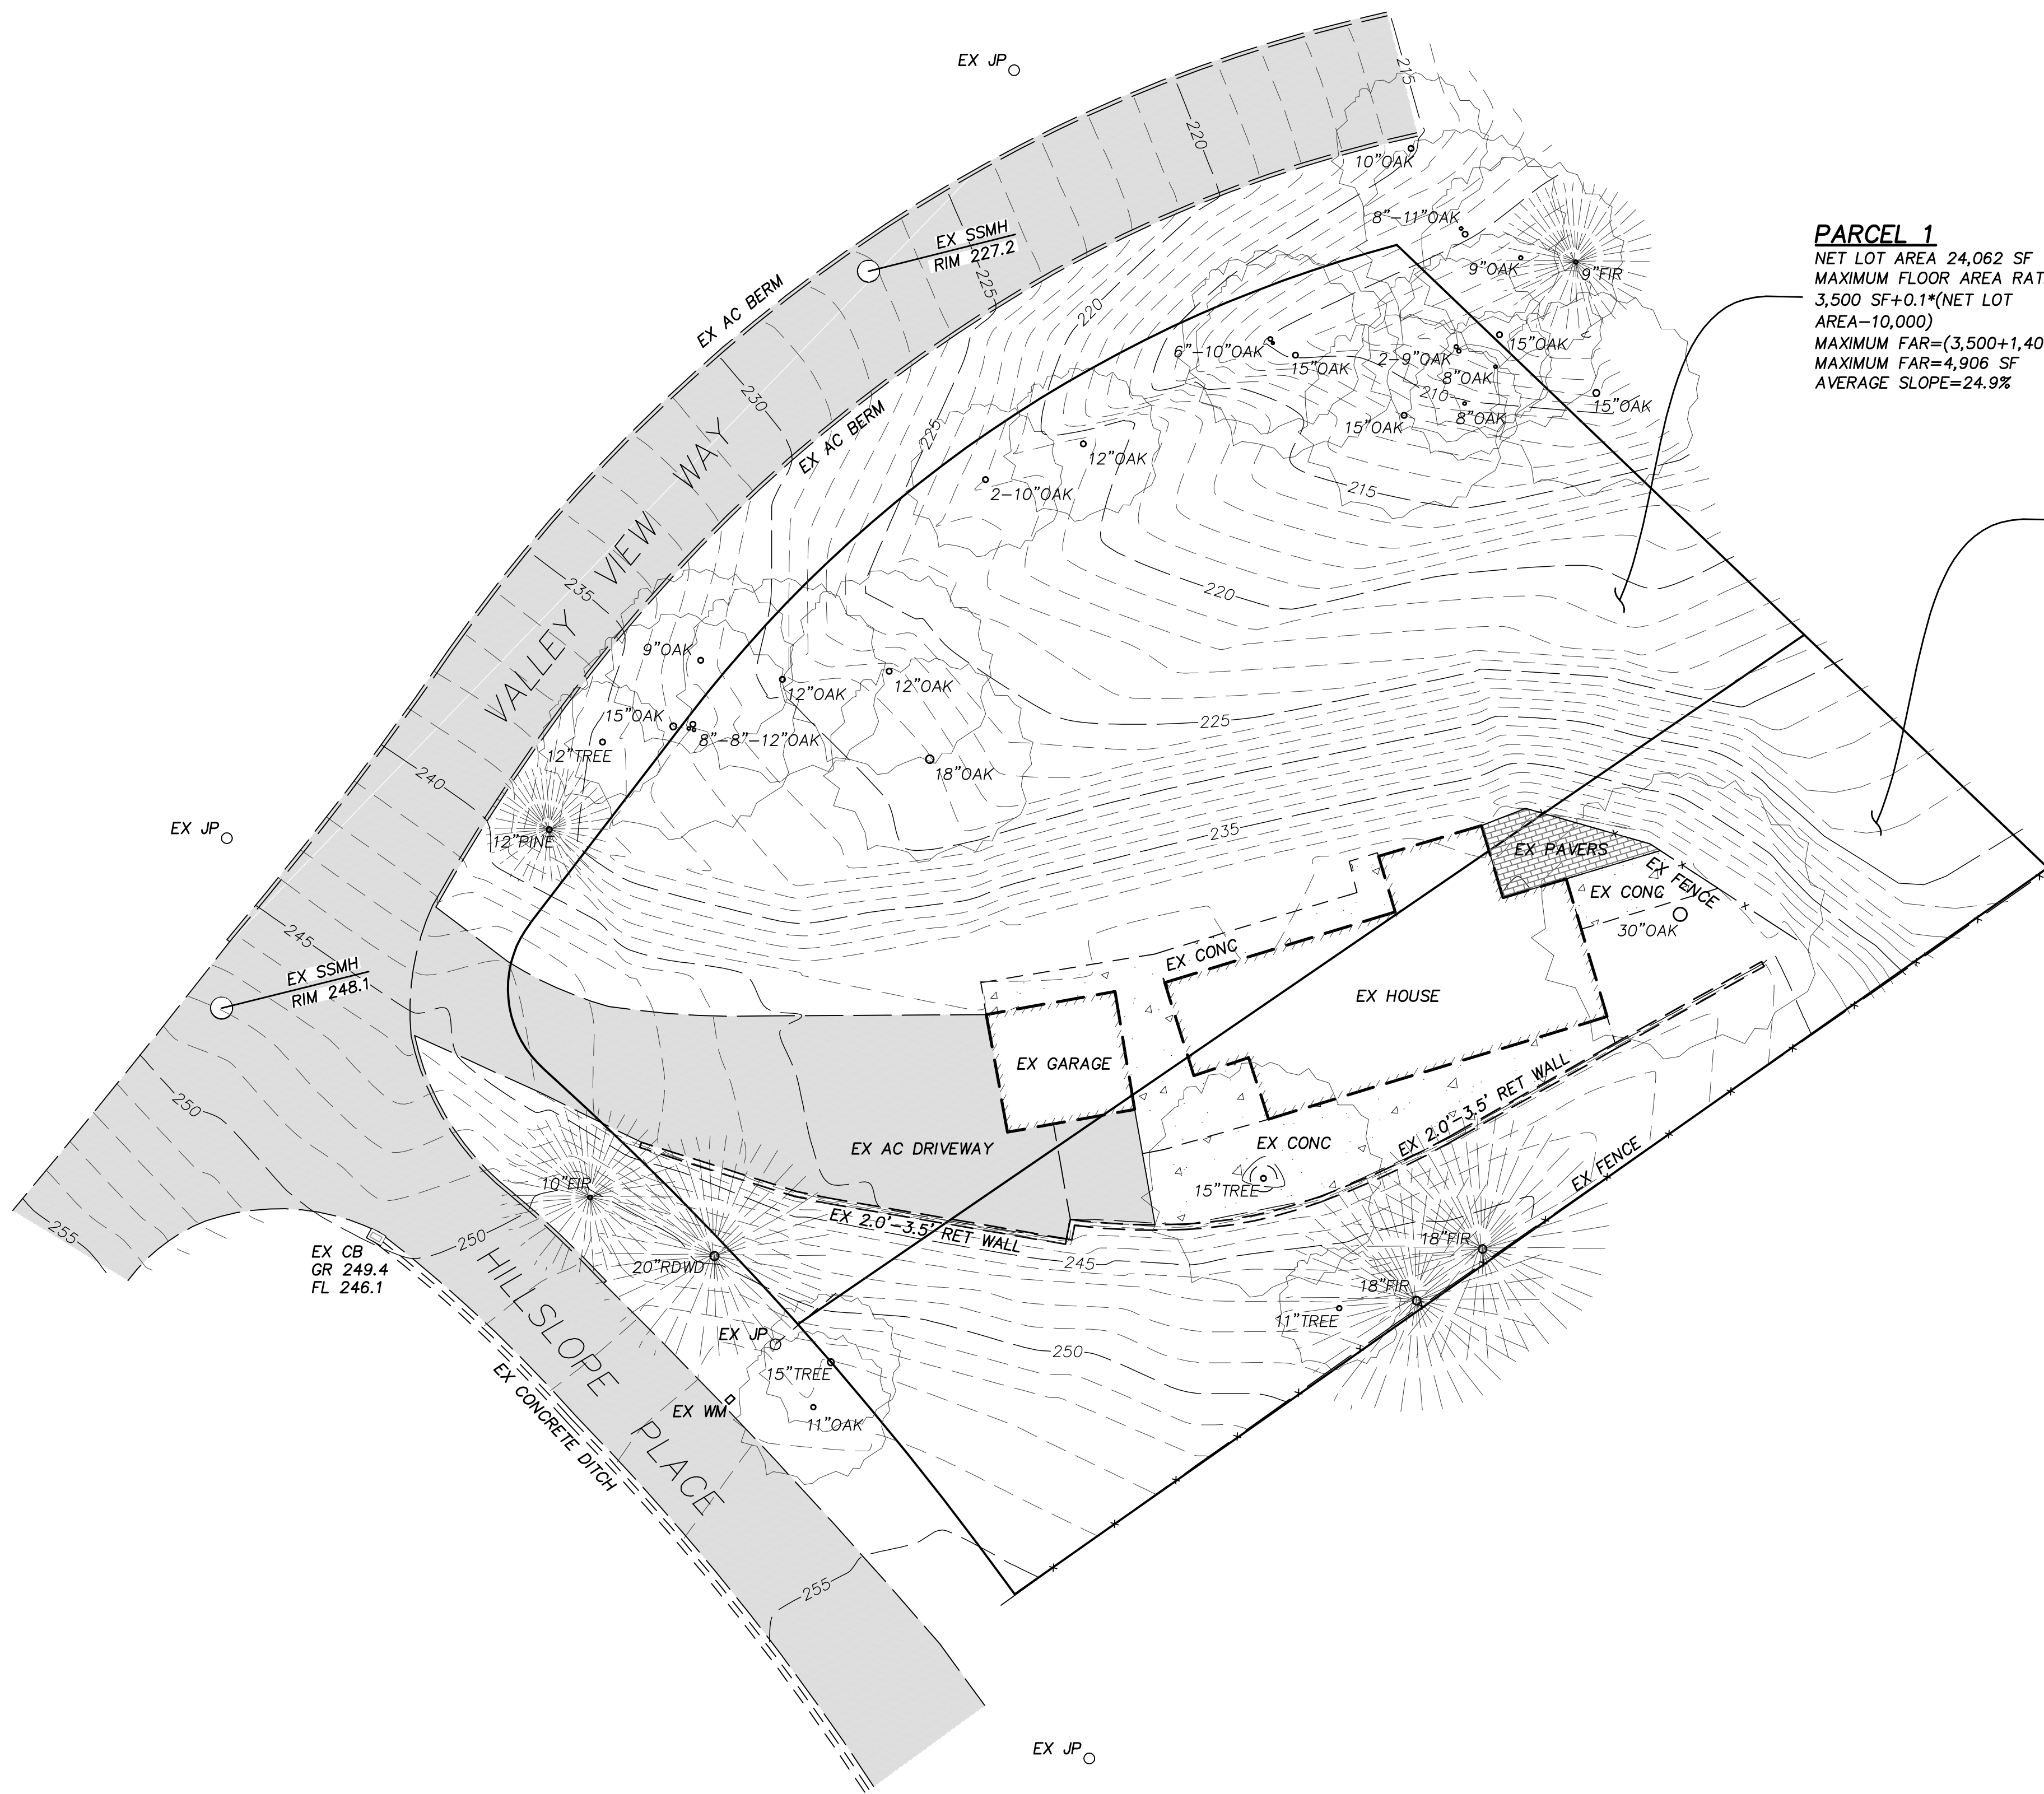 215
EX JP
220
10"OAK
8"-11"OAK
PARCEL 1
NET LOT AREA 24,062 SF
MAXIMUM FLOOR AREA RAT
3,500 SF+0.1*(NET LOT
AREA-10,000)
MAXIMUM FAR=(3,500+1,40
MAXIMUM FAR=4,906 SF
AVERAGE SLOPE=24.9%
EX SSMH
RIM 227.2
9"OAK
9"FIR
225
EX AC BERM
220
6"-10"OAK
15"OAK
2-9"OAK
15"OAK
8"OAK
210
15"OAK
8"OAK
15"OAK
230
EX AC BERM
225
12"OAK
2-10"OAK
215
VALLEY VIEW WAY
235
220
9"OAK
12"OAK
12"OAK
15"OAK
8"-8"-12"OAK
225
12"TREE
18"OAK
240
EX JP
12"PINE
235
EX PAVERS
EX FENCE
EX CONC
30"OAK
245
EX CONC
EX SSMH
RIM 248.1
EX HOUSE
EX GARAGE
250
EX AC DRIVEWAY
EX CONC
EX 2.0'-3.5' RET WALL
EX FENCE
10"FIR
15"TREE
255
250
EX 2.0'-3.5' RET WALL
18"FIR
EX CB
GR 249.4
FL 246.1
20"RDWD
245
18"FIR
11"TREE
HILLSLOPE PLACE
EX JP
250
15"TREE
EX WM
11"OAK
EX CONCRETE DITCH
255
EX JP